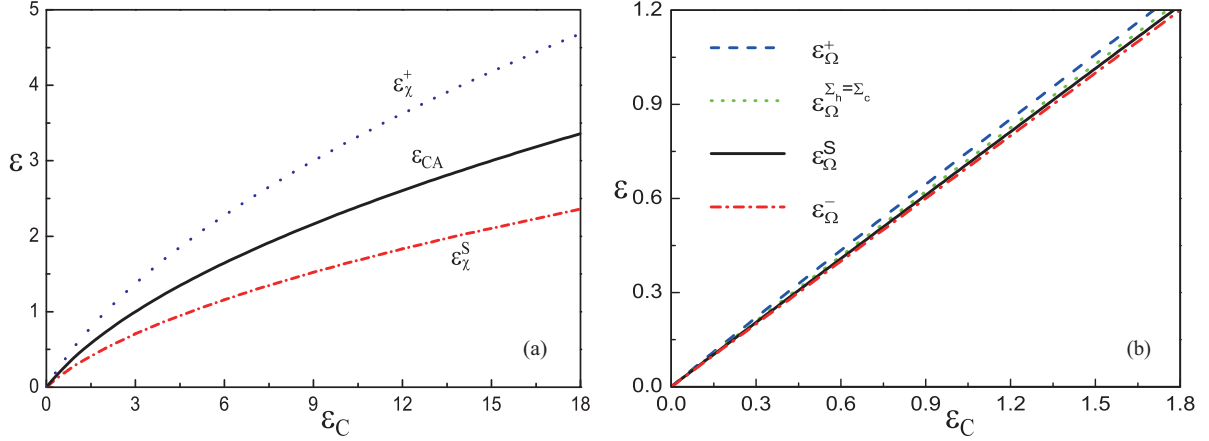 5
4
3
2
1
0
ε
ε_χ^+
ε_CA
ε_χ^S
(a)
0 3 6 9 12 15 18
ε_C
1.2
0.9
0.6
0.3
0.0
ε
ε_Ω^+
ε_Ω^{Σ_h=Σ_c}
ε_Ω^S
ε_Ω^-
(b)
0.0 0.3 0.6 0.9 1.2 1.5 1.8
ε_C